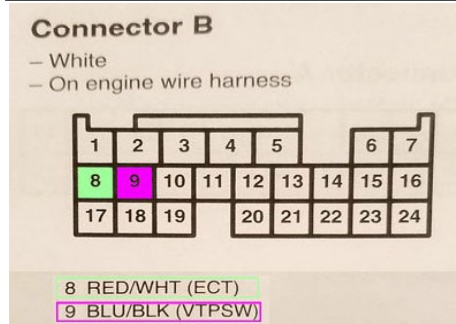 Connector B
– White
– On engine wire harness
1 2 3 4 5 6 7
8 9 10 11 12 13 14 15 16
17 18 19 20 21 22 23 24
8 RED/WHT (ECT)
9 BLU/BLK (VTPSW)